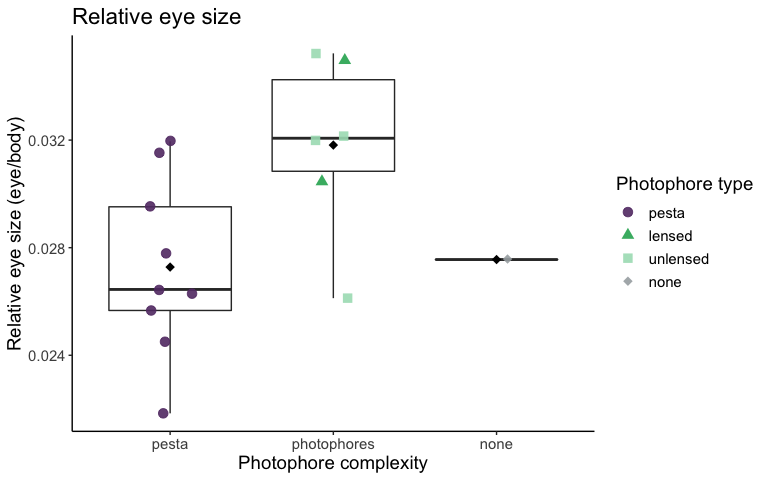 Relative eye size
Relative eye size (eye/body)
0.032
0.028
0.024
pesta
photophores
none
Photophore complexity
Photophore type
pesta
lensed
unlensed
none